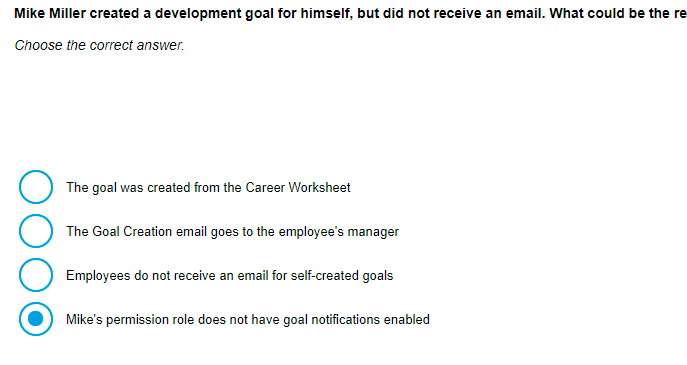 Mike Miller created a development goal for himself, but did not receive an email. What could be the re
Choose the correct answer.
The goal was created from the Career Worksheet
The Goal Creation email goes to the employee's manager
Employees do not receive an email for self-created goals
Mike's permission role does not have goal notifications enabled